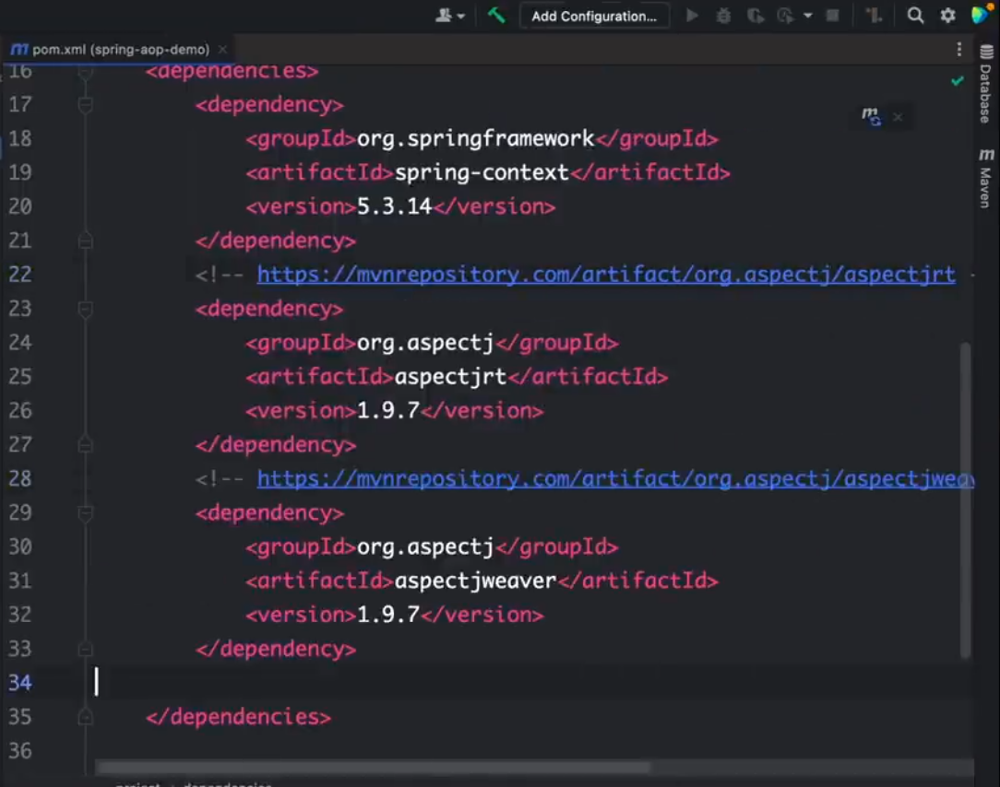 Add Configuration...
pom.xml (spring-aop-demo)
16 <dependencies>
17 <dependency>
18 <groupId>org.springframework</groupId>
19 <artifactId>spring-context</artifactId>
20 <version>5.3.14</version>
21 </dependency>
22 <!-- https://mvnrepository.com/artifact/org.aspectj/aspectjrt -
23 <dependency>
24 <groupId>org.aspectj</groupId>
25 <artifactId>aspectjrt</artifactId>
26 <version>1.9.7</version>
27 </dependency>
28 <!-- https://mvnrepository.com/artifact/org.aspectj/aspectjweav
29 <dependency>
30 <groupId>org.aspectj</groupId>
31 <artifactId>aspectjweaver</artifactId>
32 <version>1.9.7</version>
33 </dependency>
34
35 </dependencies>
36
project › dependencies
Database
Maven